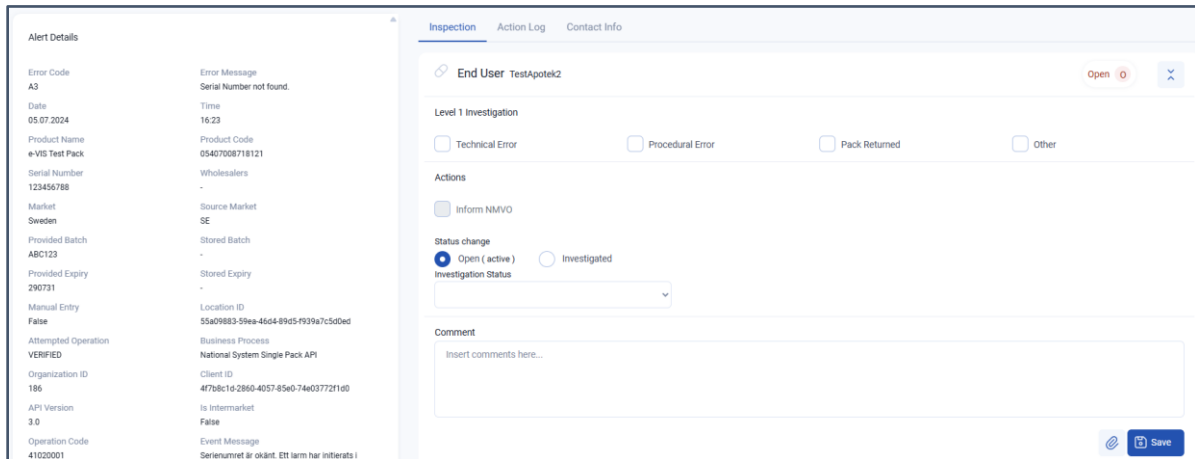 Alert Details
Error Code Error Message
A3 Serial Number not found.
Date Time
05.07.2024 16:23
Product Name Product Code
e-VIS Test Pack 05407008718121
Serial Number Wholesalers
123456788 -
Market Source Market
Sweden SE
Provided Batch Stored Batch
ABC123 -
Provided Expiry Stored Expiry
290731 -
Manual Entry Location ID
False 55a09883-59ea-46d4-89d5-f939a7c5d0ed
Attempted Operation Business Process
VERIFIED National System Single Pack API
Organization ID Client ID
186 4f7b8c1d-2860-4057-85e0-74e03772f1d0
API Version Is Intermarket
3.0 False
Operation Code Event Message
41020001 Serienumret är okänt. Ett larm har initierats i
Inspection Action Log Contact Info
End User TestApotek2 Open 0
Level 1 Investigation
Technical Error Procedural Error Pack Returned Other
Actions
Inform NMVO
Status change
Open ( active ) Investigated
Investigation Status
Comment
Insert comments here...
Save